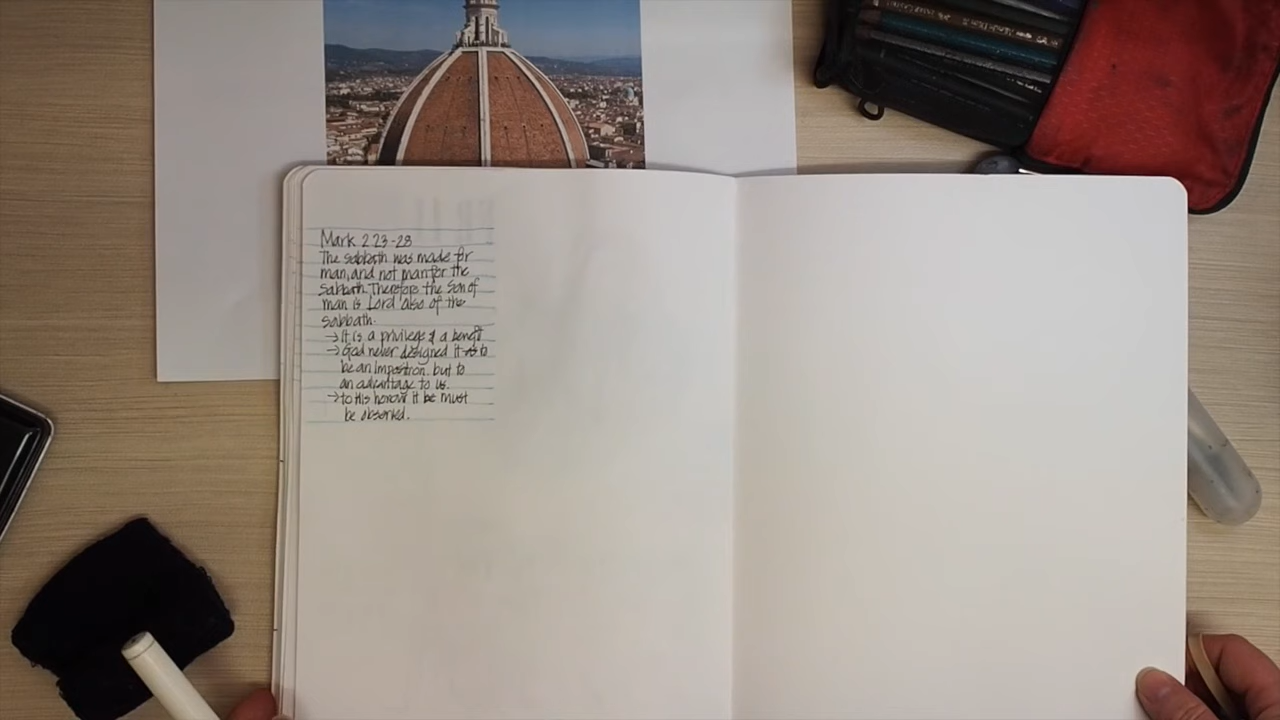 Mark 2 23-28
The Sabbath was made for
man, and not man for the
Sabbath. Therefore the Son of
man is Lord also of the
Sabbath.
→ It is a privilege & a benefit
→ God never designed it to
be an imposition. but to
an advantage to us.
→ to His honour it be must
be observed.